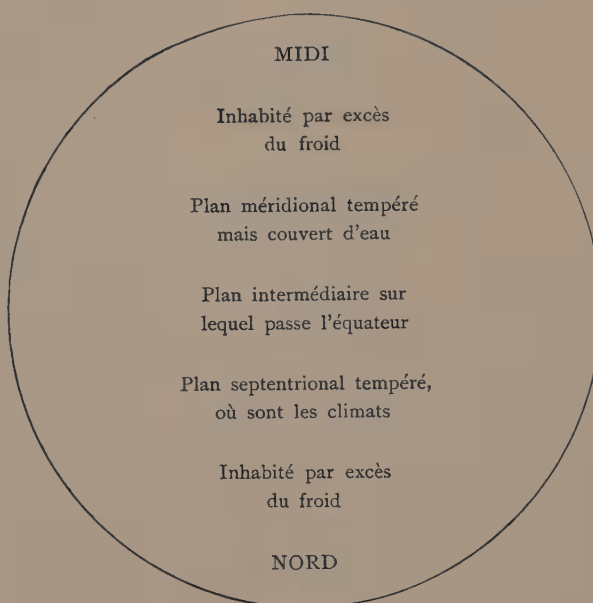 MIDI
Inhabité par excès
du froid
Plan méridional tempéré
mais couvert d'eau
Plan intermédiaire sur
lequel passe l'équateur
Plan septentrional tempéré,
où sont les climats
Inhabité par excès
du froid
NORD